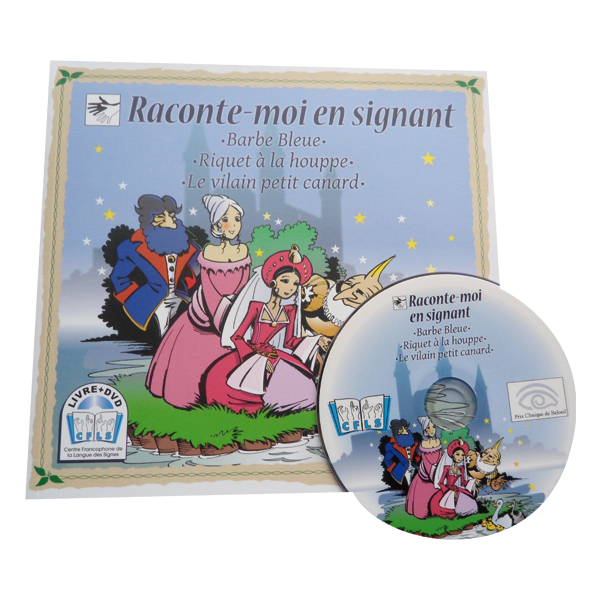 Raconte-moi en signant
•Barbe Bleue•
•Riquet à la houppe•
•Le vilain petit canard•
LIVRE+DVD
CFLS
Centre Francophone de
la Langue des Signes
Raconte-moi
en signant
•Barbe Bleue•
•Riquet à la houppe•
•Le vilain petit canard•
CFLS
Prix Clinique de Beloeil